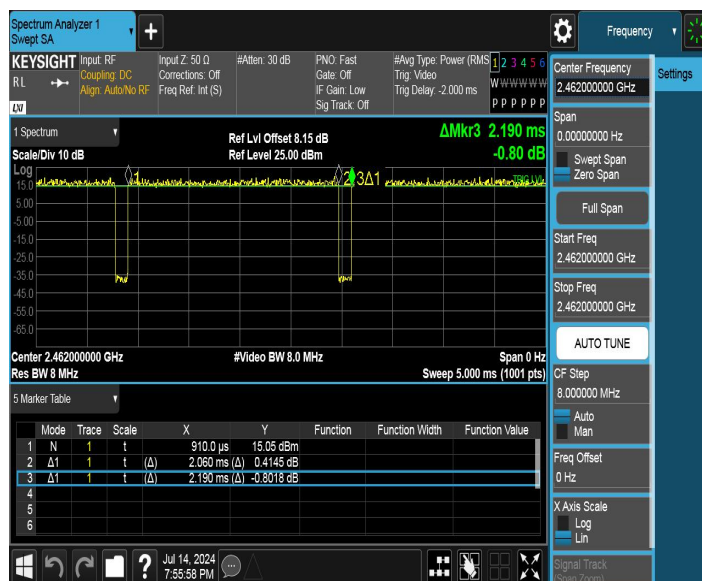 Spectrum Analyzer 1
Swept SA
+
Frequency
KEYSIGHT
RL
LXI
Input: RF
Coupling: DC
Align: Auto/No RF
Input Z: 50 Ω
Corrections: Off
Freq Ref: Int (S)
#Atten: 30 dB
PNO: Fast
Gate: Off
IF Gain: Low
Sig Track: Off
#Avg Type: Power (RMS
Trig: Video
Trig Delay: -2.000 ms
1 2 3 4 5 6
W W W W W W
P P P P P P
Center Frequency
2.462000000 GHz
Settings
Span
0.00000000 Hz
Swept Span
Zero Span
Full Span
Start Freq
2.462000000 GHz
Stop Freq
2.462000000 GHz
AUTO TUNE
CF Step
8.000000 MHz
Auto
Man
Freq Offset
0 Hz
X Axis Scale
Log
Lin
Signal Track
(Span Zoom)
1 Spectrum
Scale/Div 10 dB
Ref Lvl Offset 8.15 dB
Ref Level 25.00 dBm
ΔMkr3 2.190 ms
-0.80 dB
Log
15.0
5.00
-5.00
-15.0
-25.0
-35.0
-45.0
-55.0
-65.0
1
2 3Δ1
TRIG LVL
Center 2.462000000 GHz
#Video BW 8.0 MHz
Span 0 Hz
Res BW 8 MHz
Sweep 5.000 ms (1001 pts)
5 Marker Table
Mode Trace Scale X Y Function Function Width Function Value
1 N 1 t 910.0 µs 15.05 dBm
2 Δ1 1 t (Δ) 2.060 ms (Δ) 0.4145 dB
3 Δ1 1 t (Δ) 2.190 ms (Δ) -0.8018 dB
4
5
6
?
Jul 14, 2024
7:55:58 PM